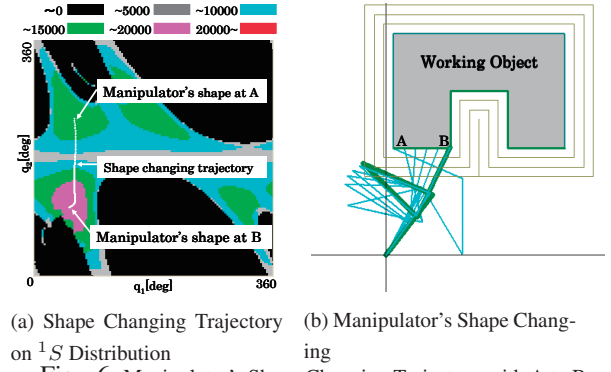 ~0 ~5000 ~10000
~15000 ~20000 20000~
360
Manipulator's shape at A
q2[deg]
Shape changing trajectory
Manipulator's shape at B
0 q1[deg] 360
Working Object
A B
(a) Shape Changing Trajectory
on 1S Distribution
(b) Manipulator's Shape Chang-
ing